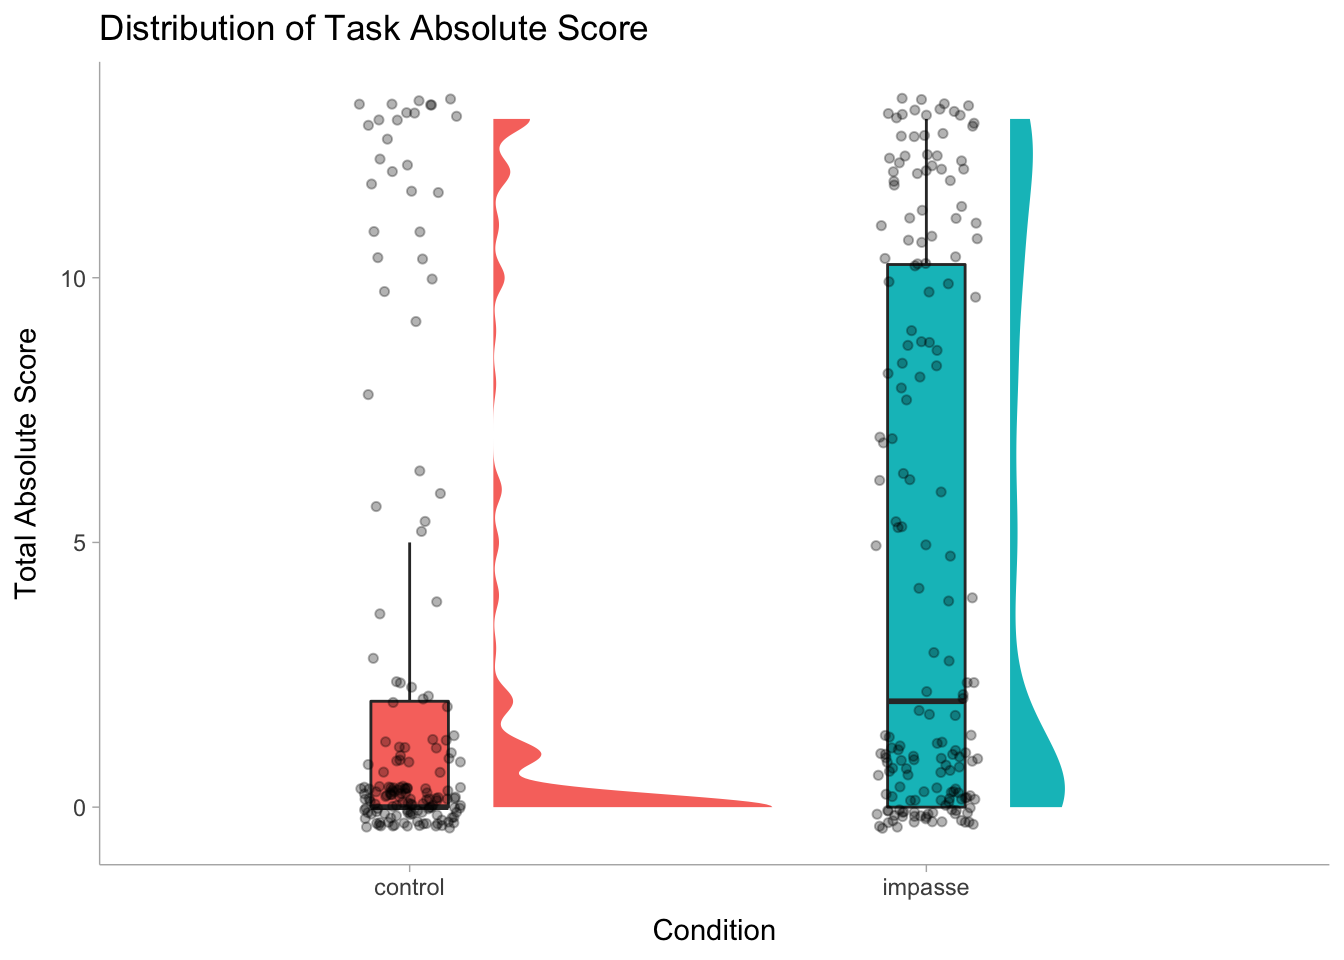 Distribution of Task Absolute Score
Total Absolute Score
10
5
0
control
impasse
Condition